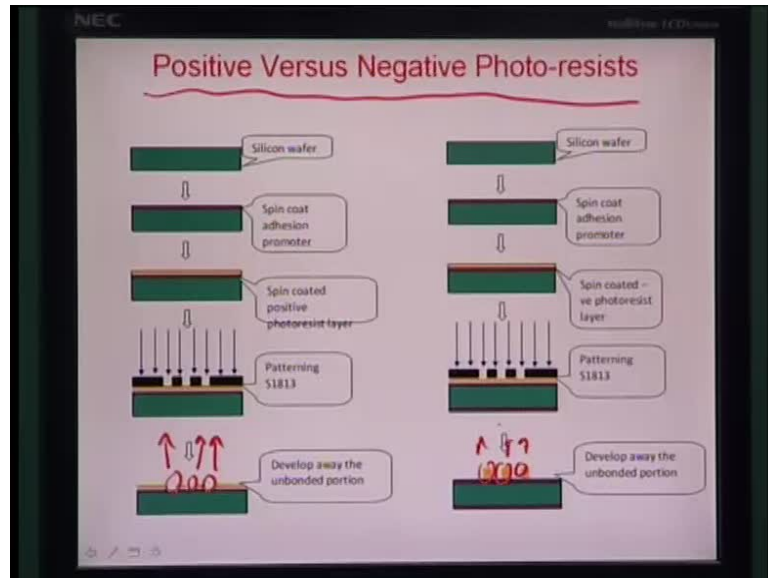 NEC
Positive Versus Negative Photo-resists
Silicon wafer
Spin coat
adhesion
promoter
Spin coated
positive
photoresist layer
Patterning
S1813
Develop away the
unbonded portion
Silicon wafer
Spin coat
adhesion
promoter
Spin coated –
ve photoresist
layer
Patterning
S1813
Develop away the
unbonded portion